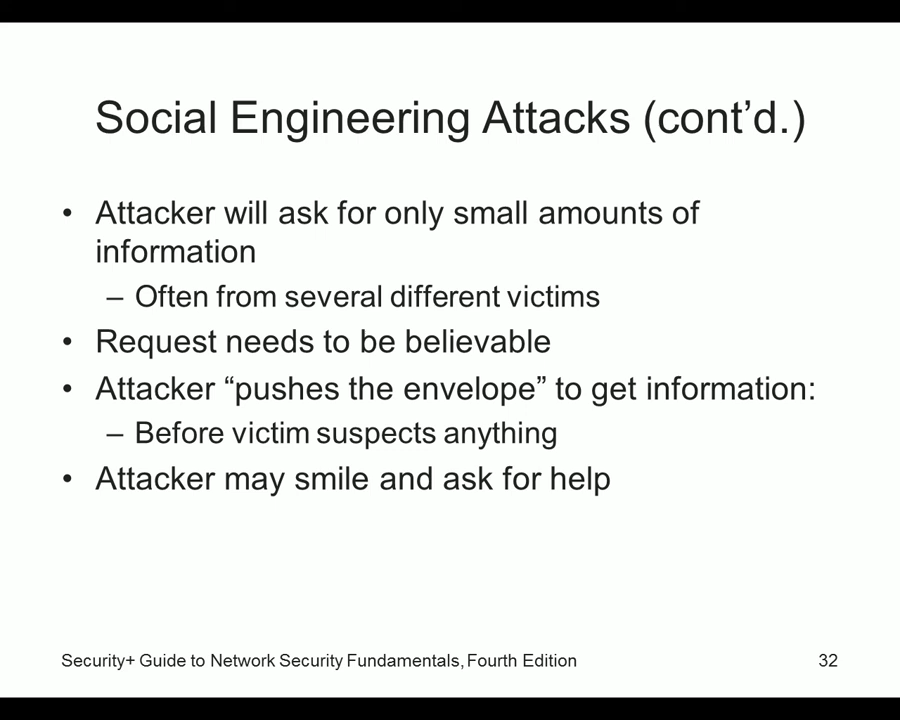 Social Engineering Attacks (cont’d.)
• Attacker will ask for only small amounts of
information
– Often from several different victims
• Request needs to be believable
• Attacker “pushes the envelope” to get information:
– Before victim suspects anything
• Attacker may smile and ask for help
Security+ Guide to Network Security Fundamentals, Fourth Edition
32